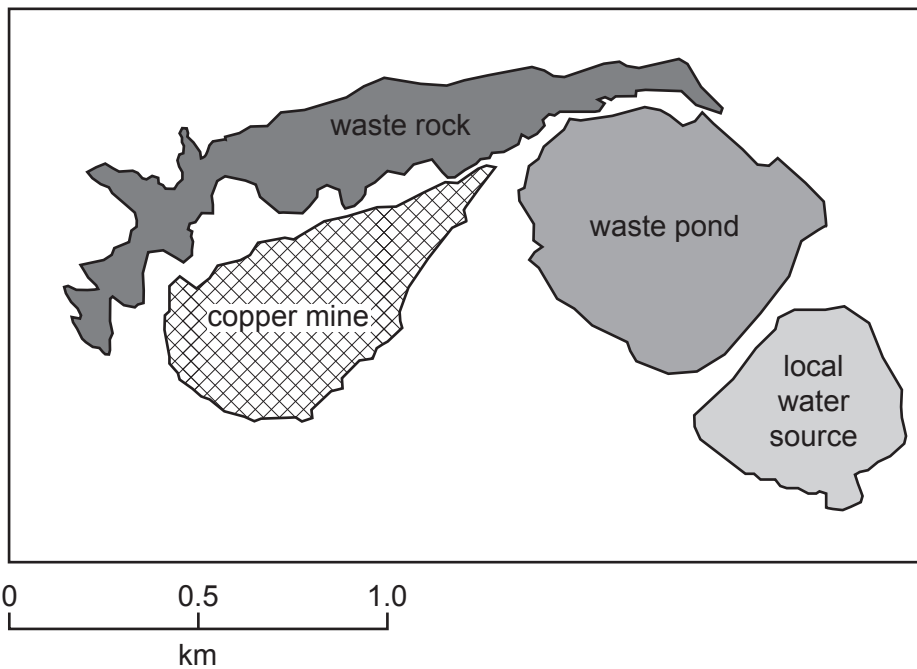 waste rock
waste pond
copper mine
local
water
source
0 0.5 1.0
km